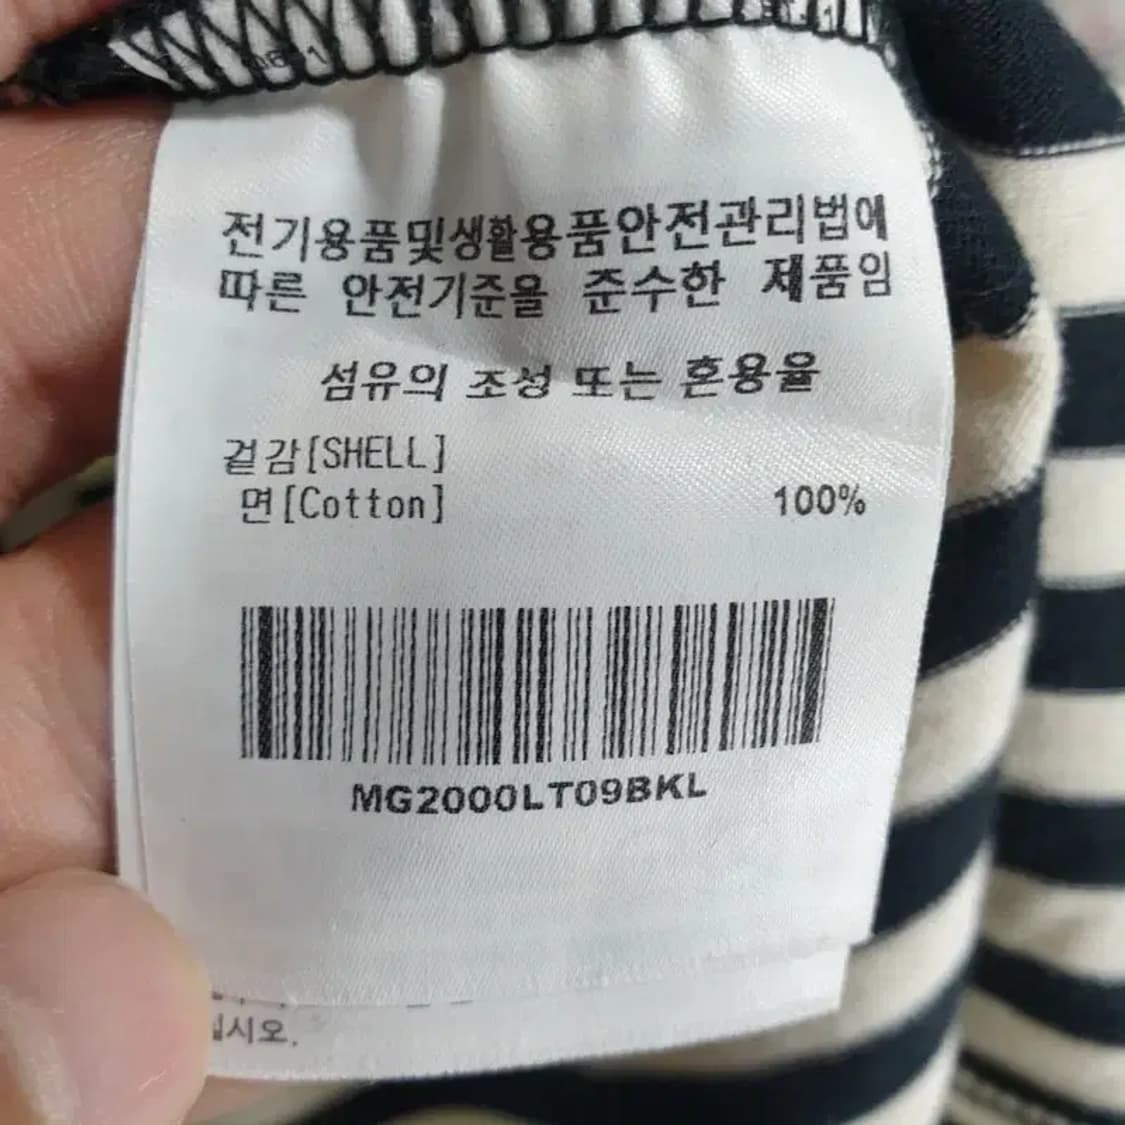 전기용품및생활용품안전관리법에
따른 안전기준을 준수한 제품임
섬유의 조성 또는 혼용율
겉감[SHELL]
면[Cotton] 100%
MG2000LT09BKL
십시오.